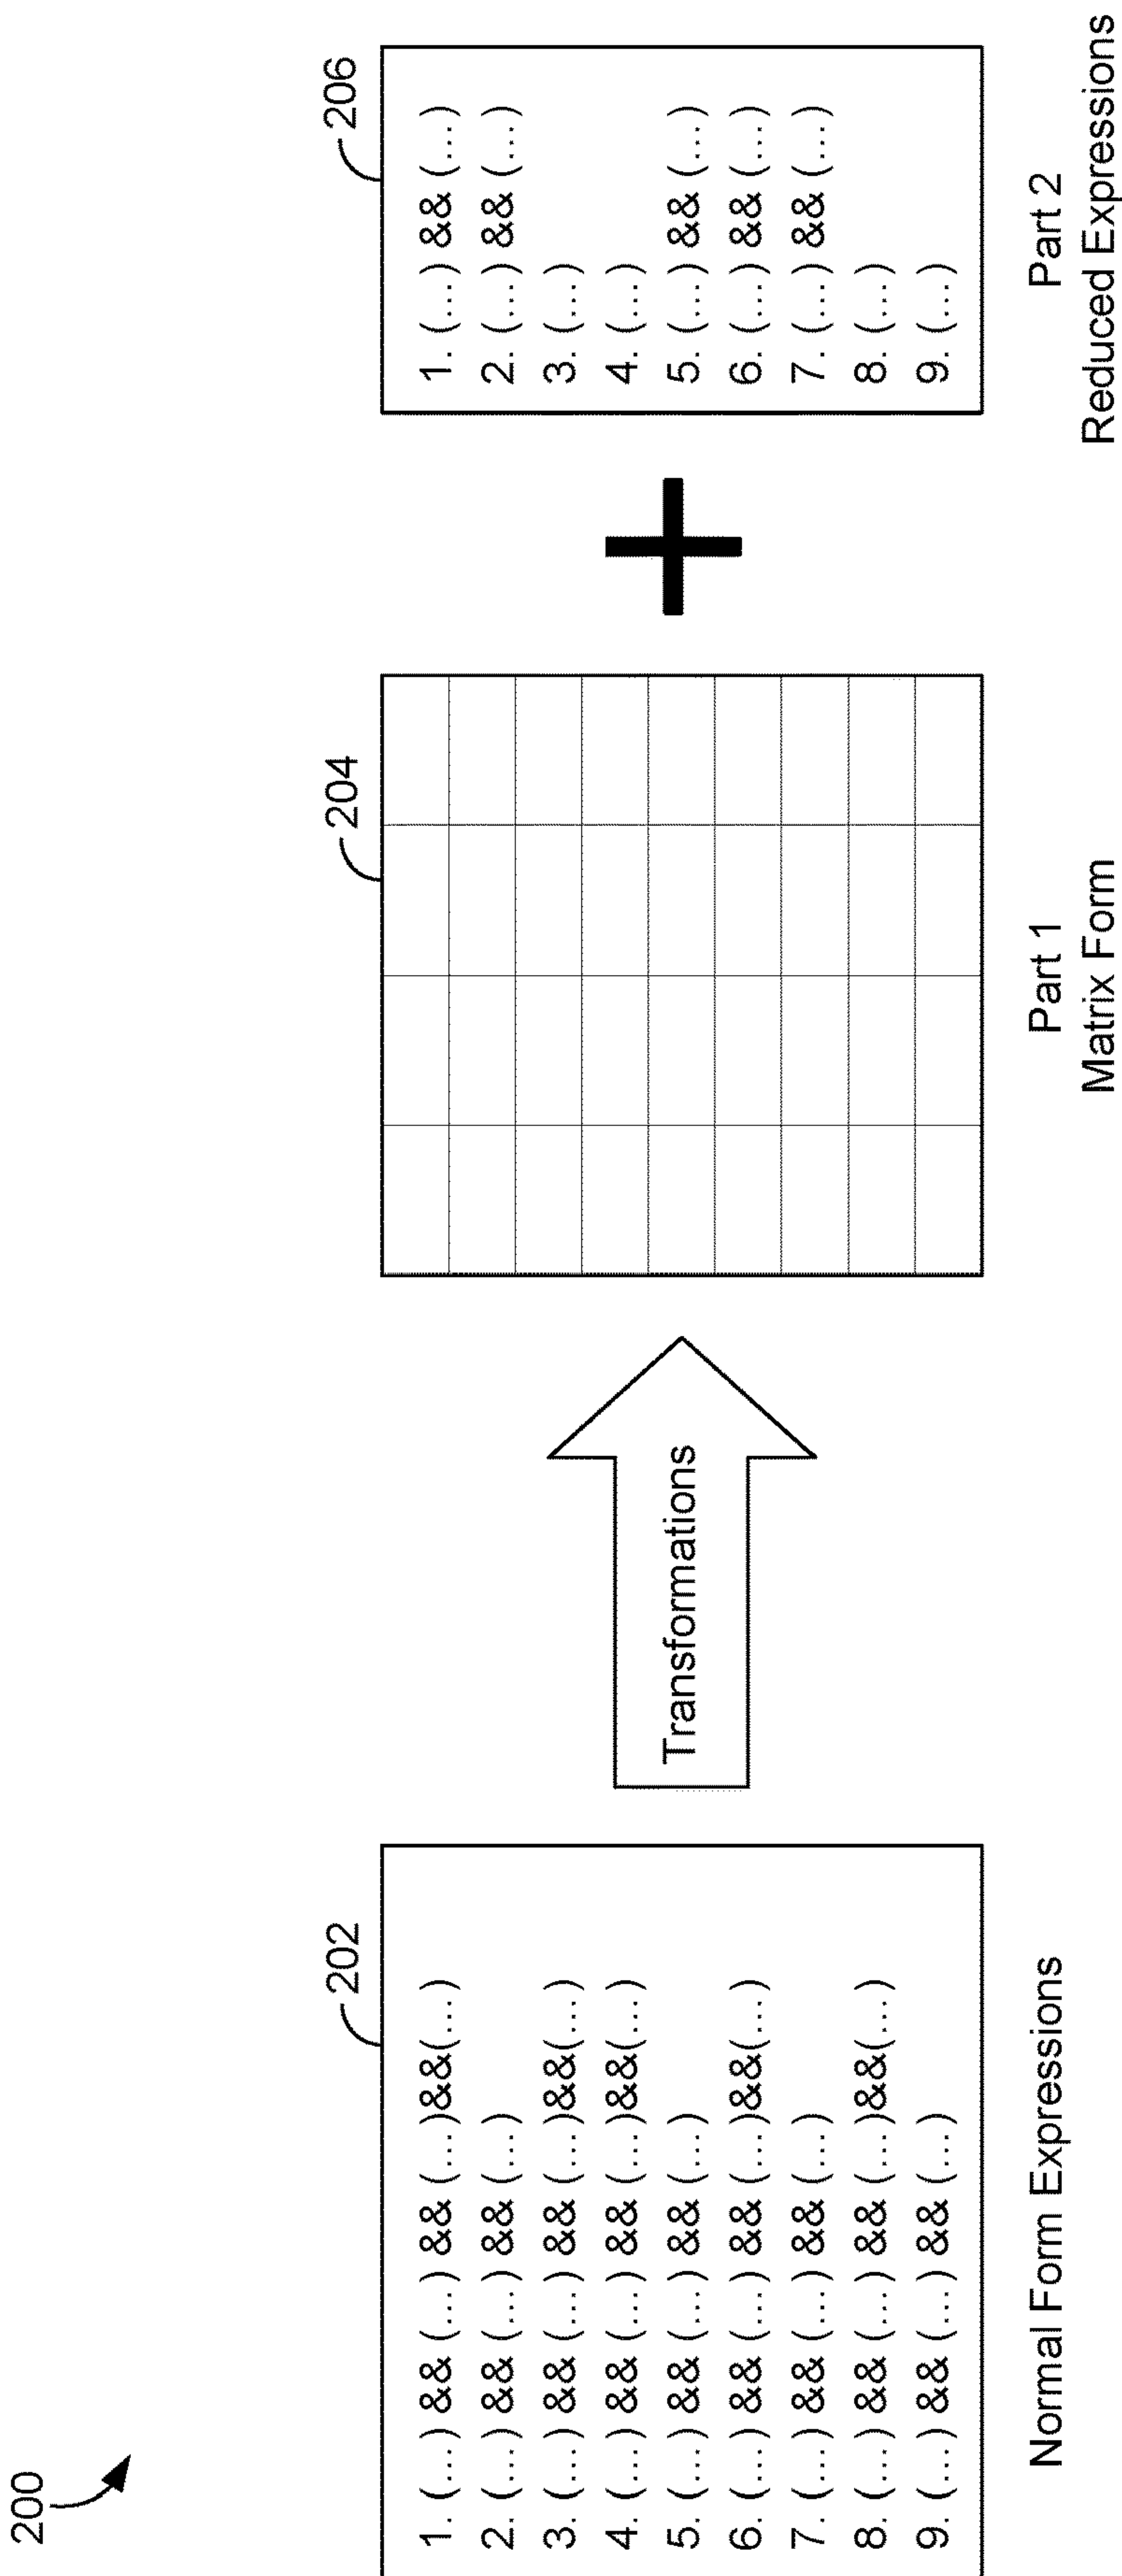 200
202
1. (...) && (...) && (...)&&(...)
2. (...) && (...) && (...)
3. (...) && (...) && (...)&&(...)
4. (...) && (...) && (...)&&(...)
5. (...) && (...) && (...)
6. (...) && (...) && (...)&&(...)
7. (...) && (...) && (...)
8. (...) && (...) && (...)&&(...)
9. (...) && (...) && (...)
Normal Form Expressions
Transformations
204
Part 1
Matrix Form
+
206
1. (...) && (...)
2. (...) && (...)
3. (...)
4. (...)
5. (...) && (...)
6. (...) && (...)
7. (...) && (...)
8. (...)
9. (...)
Part 2
Reduced Expressions